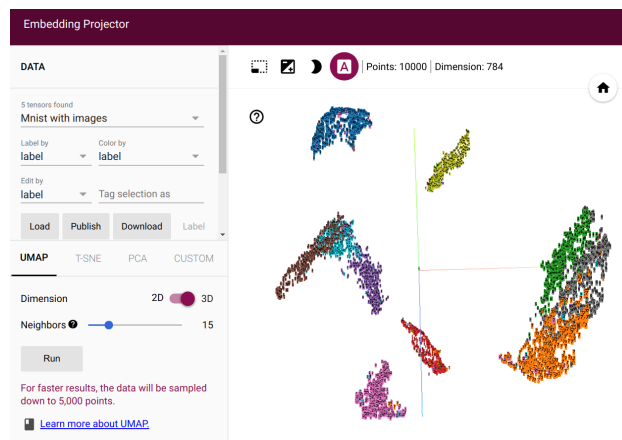 Embedding Projector
DATA
A Points: 10000 Dimension: 784
5 tensors found
Mnist with images
Label by Color by
label label
Edit by
label Tag selection as
Load Publish Download Label
UMAP T-SNE PCA CUSTOM
Dimension 2D 3D
Neighbors ? 15
Run
For faster results, the data will be sampled
down to 5,000 points.
Learn more about UMAP.